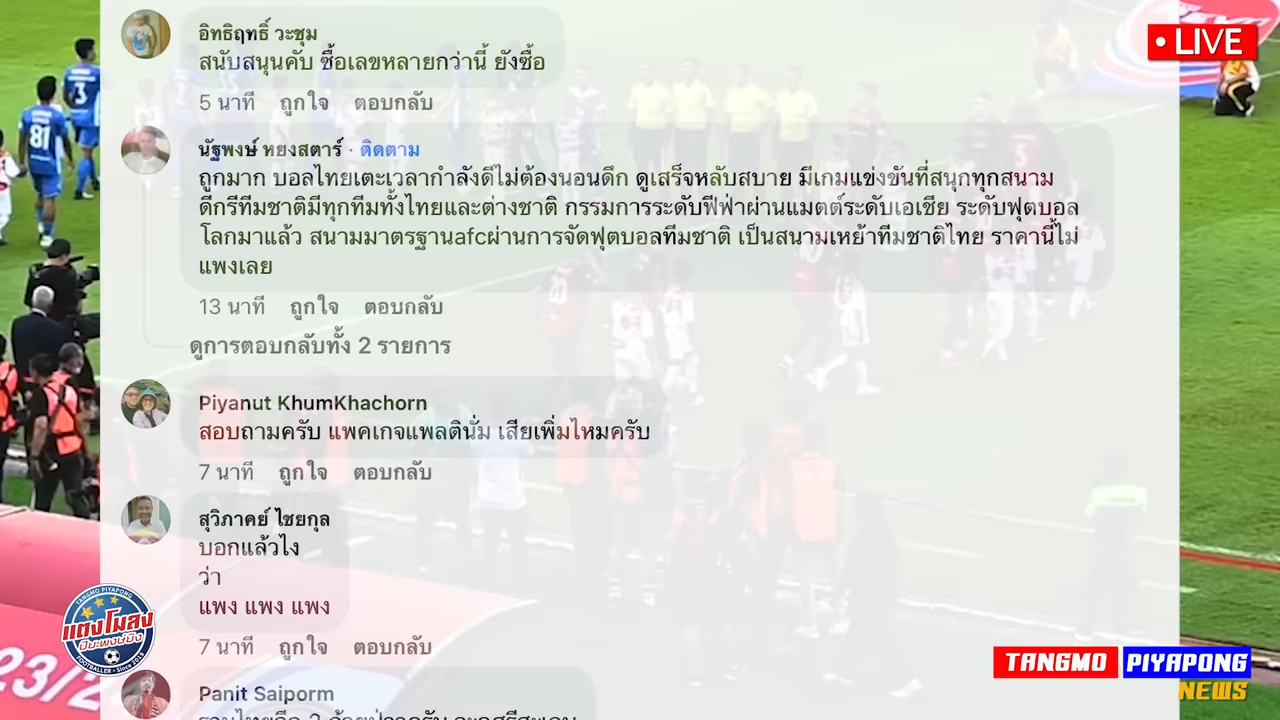 อิทธิฤทธิ์ วะชุม
สนับสนุนคับ ซื้อเลขหลายกว่านี้ ยังซื้อ
5 นาที ถูกใจ ตอบกลับ
นัฐพงษ์ หยงสตาร์ · ติดตาม
ถูกมาก บอลไทยเตะเวลากำลังดีไม่ต้องนอนดึก ดูเสร็จหลับสบาย มีเกมแข่งขันที่สนุกทุกสนาม
ดีกรีทีมชาติมีทุกทีมทั้งไทยและต่างชาติ กรรมการระดับฟีฟ่าผ่านแมตต์ระดับเอเชีย ระดับฟุตบอล
โลกมาแล้ว สนามมาตรฐานafcผ่านการจัดฟุตบอลทีมชาติ เป็นสนามเหย้าทีมชาติไทย ราคานี้ไม่
แพงเลย
13 นาที ถูกใจ ตอบกลับ
ดูการตอบกลับทั้ง 2 รายการ
Piyanut KhumKhachorn
สอบถามครับ แพคเกจแพลตินั่ม เสียเพิ่มไหมครับ
7 นาที ถูกใจ ตอบกลับ
สุวิภาคย์ ไชยกุล
บอกแล้วไง
ว่า
แพง แพง แพง
7 นาที ถูกใจ ตอบกลับ
Panit Saiporm
LIVE
81
3
23/2
TANGMO PIYAPONG
แตงโมลง
ปิยะพงษ์ยิง
FOOTBALLER • Since 2019
TANGMO PIYAPONG
NEWS